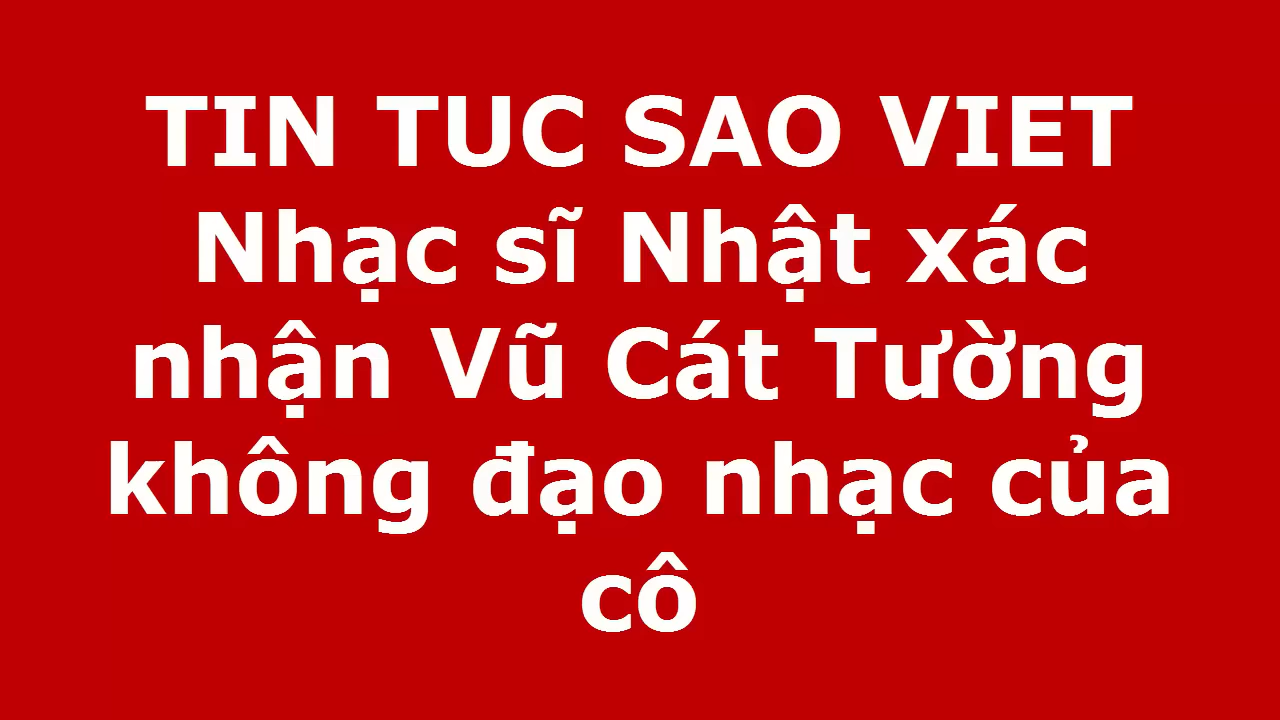 TIN TUC SAO VIET
Nhạc sĩ Nhật xác
nhận Vũ Cát Tường
không đạo nhạc của
cô